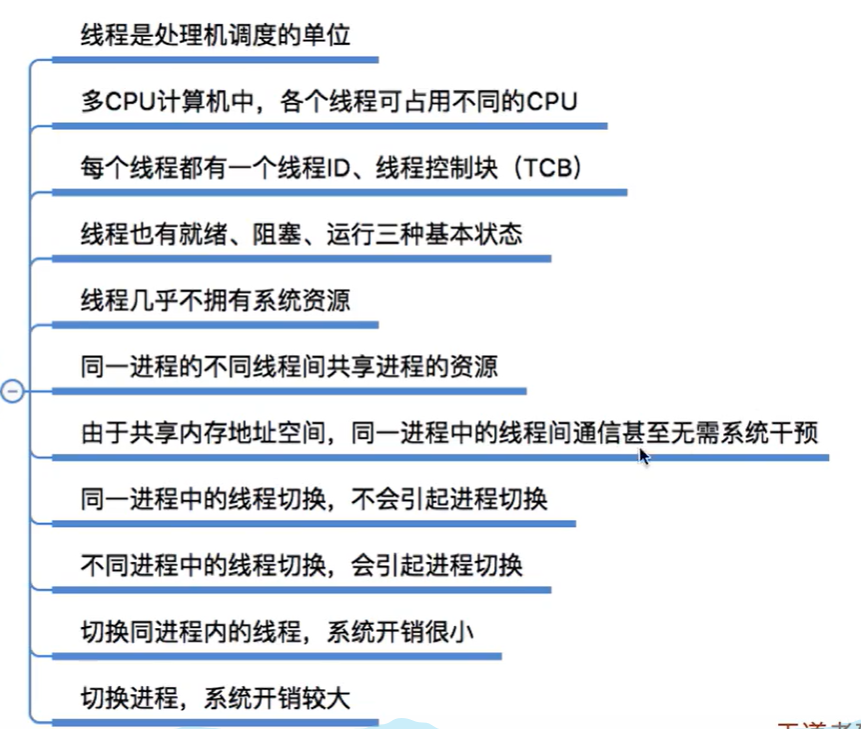 线程是处理机调度的单位
多CPU计算机中，各个线程可占用不同的CPU
每个线程都有一个线程ID、线程控制块（TCB）
线程也有就绪、阻塞、运行三种基本状态
线程几乎不拥有系统资源
同一进程的不同线程间共享进程的资源
由于共享内存地址空间，同一进程中的线程间通信甚至无需系统干预
同一进程中的线程切换，不会引起进程切换
不同进程中的线程切换，会引起进程切换
切换同进程内的线程，系统开销很小
切换进程，系统开销较大